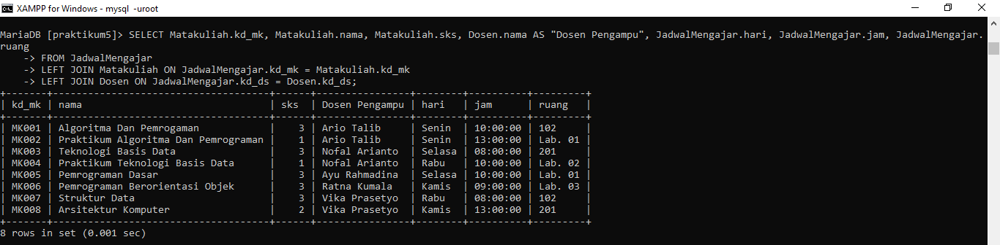 XAMPP for Windows - mysql  -uroot
MariaDB [praktikum5]> SELECT Matakuliah.kd_mk, Matakuliah.nama, Matakuliah.sks, Dosen.nama AS "Dosen Pengampu", JadwalMengajar.hari, JadwalMengajar.jam, JadwalMengajar.
ruang
    -> FROM JadwalMengajar
    -> LEFT JOIN Matakuliah ON JadwalMengajar.kd_mk = Matakuliah.kd_mk
    -> LEFT JOIN Dosen ON JadwalMengajar.kd_ds = Dosen.kd_ds;
+-------+------------------------------------+------+----------------+--------+----------+---------+
| kd_mk | nama                               | sks  | Dosen Pengampu | hari   | jam      | ruang   |
+-------+------------------------------------+------+----------------+--------+----------+---------+
| MK001 | Algoritma Dan Pemrogaman           |    3 | Ario Talib     | Senin  | 10:00:00 | 102     |
| MK002 | Praktikum Algoritma Dan Pemrograman |    1 | Ario Talib     | Senin  | 13:00:00 | Lab. 01 |
| MK003 | Teknologi Basis Data               |    3 | Nofal Arianto  | Selasa | 08:00:00 | 201     |
| MK004 | Praktikum Teknologi Basis Data     |    1 | Nofal Arianto  | Rabu   | 10:00:00 | Lab. 02 |
| MK005 | Pemrograman Dasar                  |    3 | Ayu Rahmadina  | Selasa | 10:00:00 | Lab. 01 |
| MK006 | Pemrograman Berorientasi Objek     |    3 | Ratna Kumala   | Kamis  | 09:00:00 | Lab. 03 |
| MK007 | Struktur Data                      |    3 | Vika Prasetyo  | Rabu   | 08:00:00 | 102     |
| MK008 | Arsitektur Komputer                |    2 | Vika Prasetyo  | Kamis  | 13:00:00 | 201     |
+-------+------------------------------------+------+----------------+--------+----------+---------+
8 rows in set (0.001 sec)